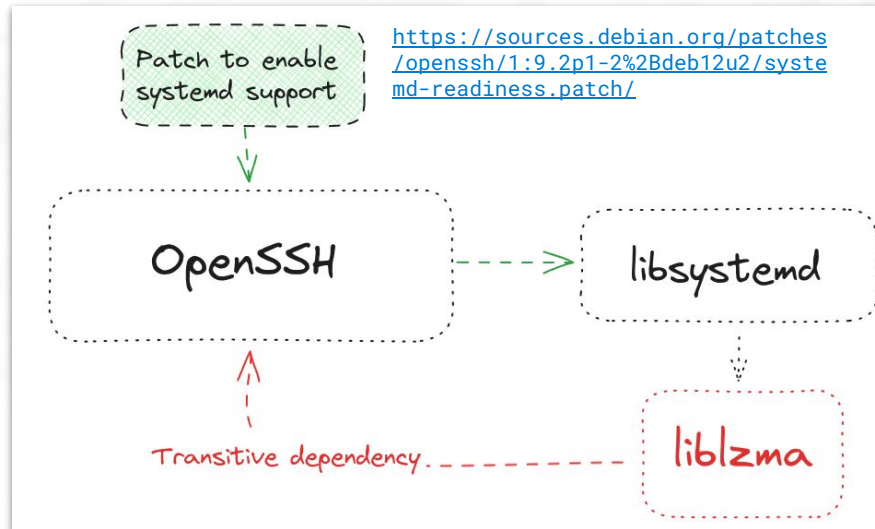 Patch to enable
systemd support
https://sources.debian.org/patches
/openssh/1:9.2p1-2%2Bdeb12u2/syste
md-readiness.patch/
OpenSSH
libsystemd
Transitive dependency
liblzma